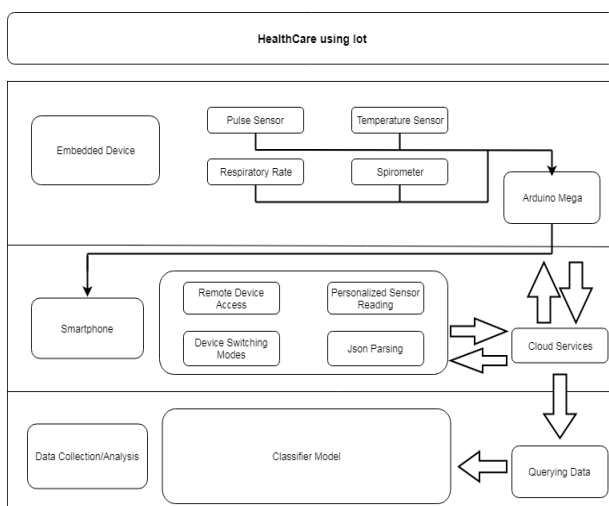 HealthCare using Iot
Pulse Sensor
Temperature Sensor
Embedded Device
Respiratory Rate
Spirometer
Arduino Mega
Remote Device
Access
Personalized Sensor
Reading
Smartphone
Device Switching
Modes
Json Parsing
Cloud Services
Data Collection/Analysis
Classifier Model
Querying Data